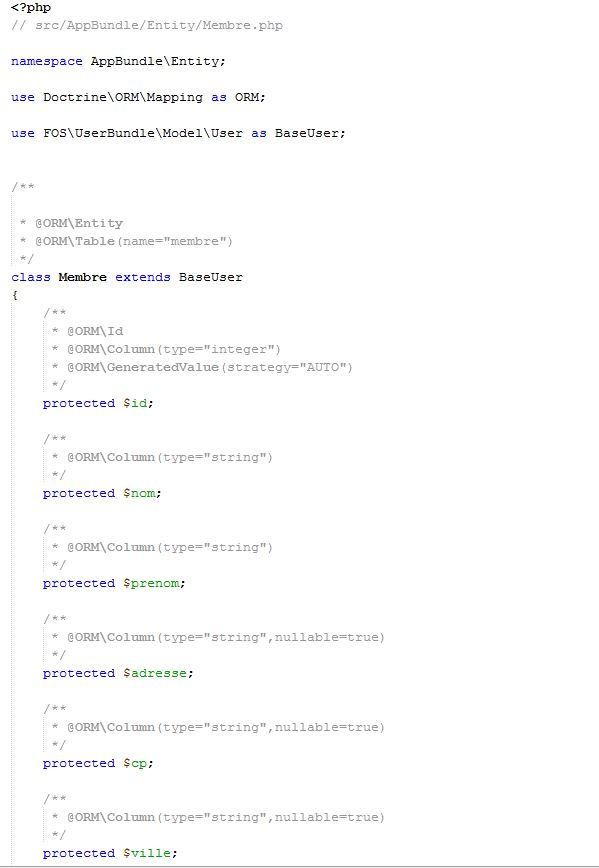 <?php
// src/AppBundle/Entity/Membre.php
namespace AppBundle\Entity;
use Doctrine\ORM\Mapping as ORM;
use FOS\UserBundle\Model\User as BaseUser;
/**
 * @ORM\Entity
 * @ORM\Table(name="membre")
 */
class Membre extends BaseUser
{
    /**
     * @ORM\Id
     * @ORM\Column(type="integer")
     * @ORM\GeneratedValue(strategy="AUTO")
     */
    protected $id;
    /**
     * @ORM\Column(type="string")
     */
    protected $nom;
    /**
     * @ORM\Column(type="string")
     */
    protected $prenom;
    /**
     * @ORM\Column(type="string",nullable=true)
     */
    protected $adresse;
    /**
     * @ORM\Column(type="string",nullable=true)
     */
    protected $cp;
    /**
     * @ORM\Column(type="string",nullable=true)
     */
    protected $ville;